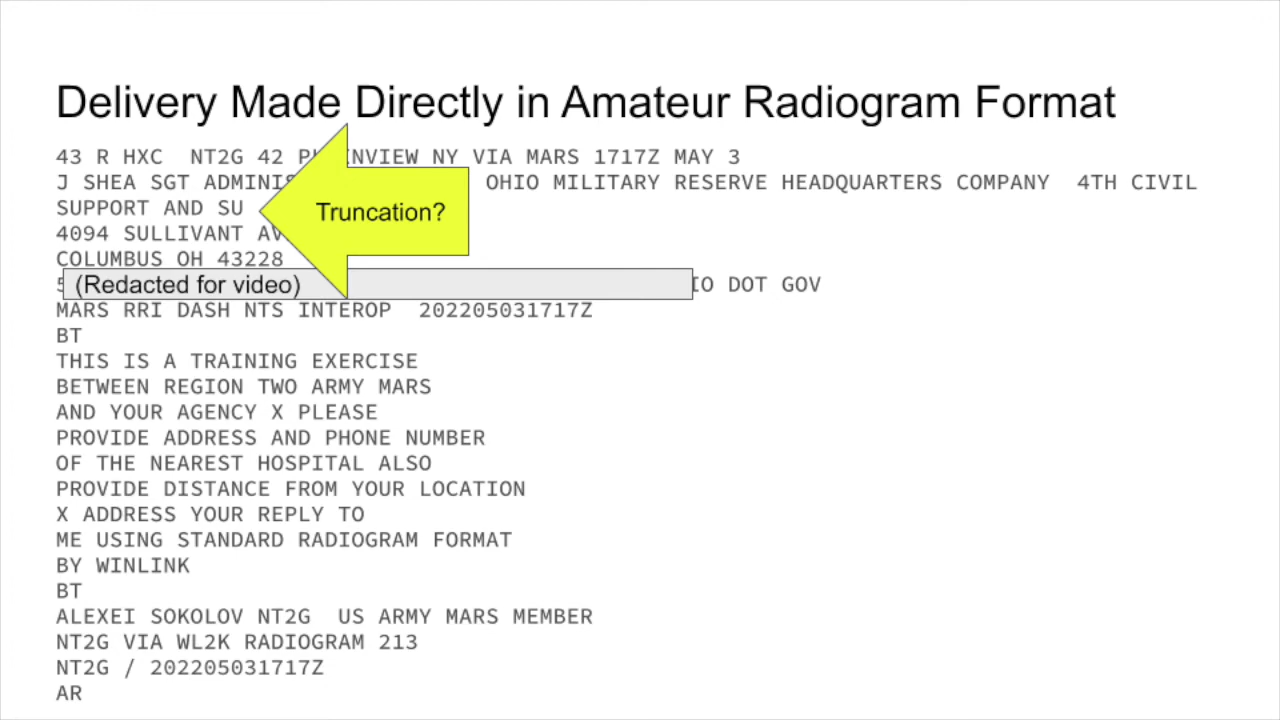 Delivery Made Directly in Amateur Radiogram Format
43 R HXC NT2G 42 NVIEW NY VIA MARS 1717Z MAY 3
J SHEA SGT ADMINIS OHIO MILITARY RESERVE HEADQUARTERS COMPANY 4TH CIVIL
SUPPORT AND SU
Truncation?
4094 SULLIVANT AV
COLUMBUS OH 43228
(Redacted for video) IO DOT GOV
MARS RRI DASH NTS INTEROP 202205031717Z
BT
THIS IS A TRAINING EXERCISE
BETWEEN REGION TWO ARMY MARS
AND YOUR AGENCY X PLEASE
PROVIDE ADDRESS AND PHONE NUMBER
OF THE NEAREST HOSPITAL ALSO
PROVIDE DISTANCE FROM YOUR LOCATION
X ADDRESS YOUR REPLY TO
ME USING STANDARD RADIOGRAM FORMAT
BY WINLINK
BT
ALEXEI SOKOLOV NT2G US ARMY MARS MEMBER
NT2G VIA WL2K RADIOGRAM 213
NT2G / 202205031717Z
AR